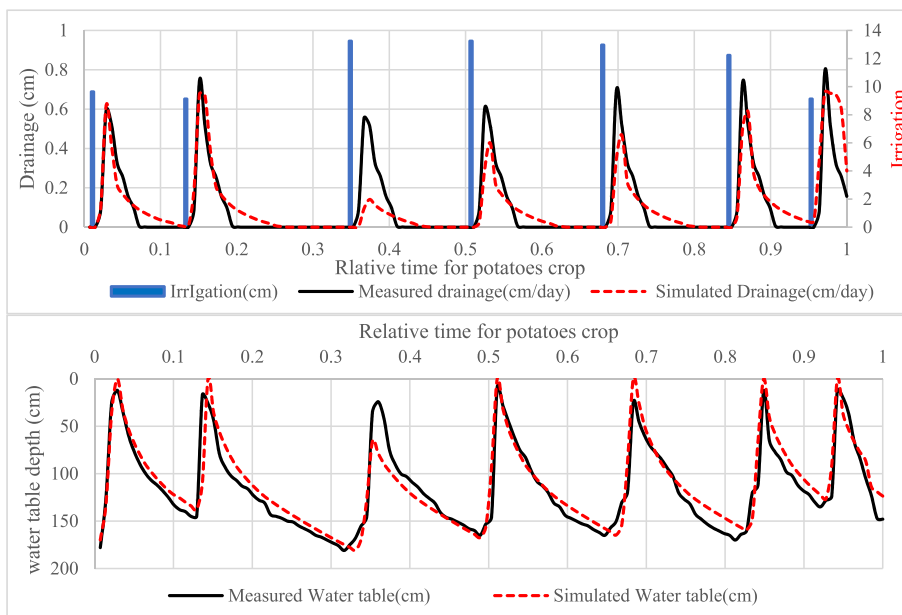 1
0.8
0.6
0.4
0.2
0
Drainage (cm)
14
12
10
8
6
4
2
0
Irrigation
0 0.1 0.2 0.3 0.4 0.5 0.6 0.7 0.8 0.9 1
Rlative time for potatoes crop
IrrIgation(cm) Measured drainage(cm/day) Simulated Drainage(cm/day)
Relative time for potatoes crop
0 0.1 0.2 0.3 0.4 0.5 0.6 0.7 0.8 0.9 1
0
50
100
150
200
water table depth (cm)
Measured Water table(cm) Simulated Water table(cm)